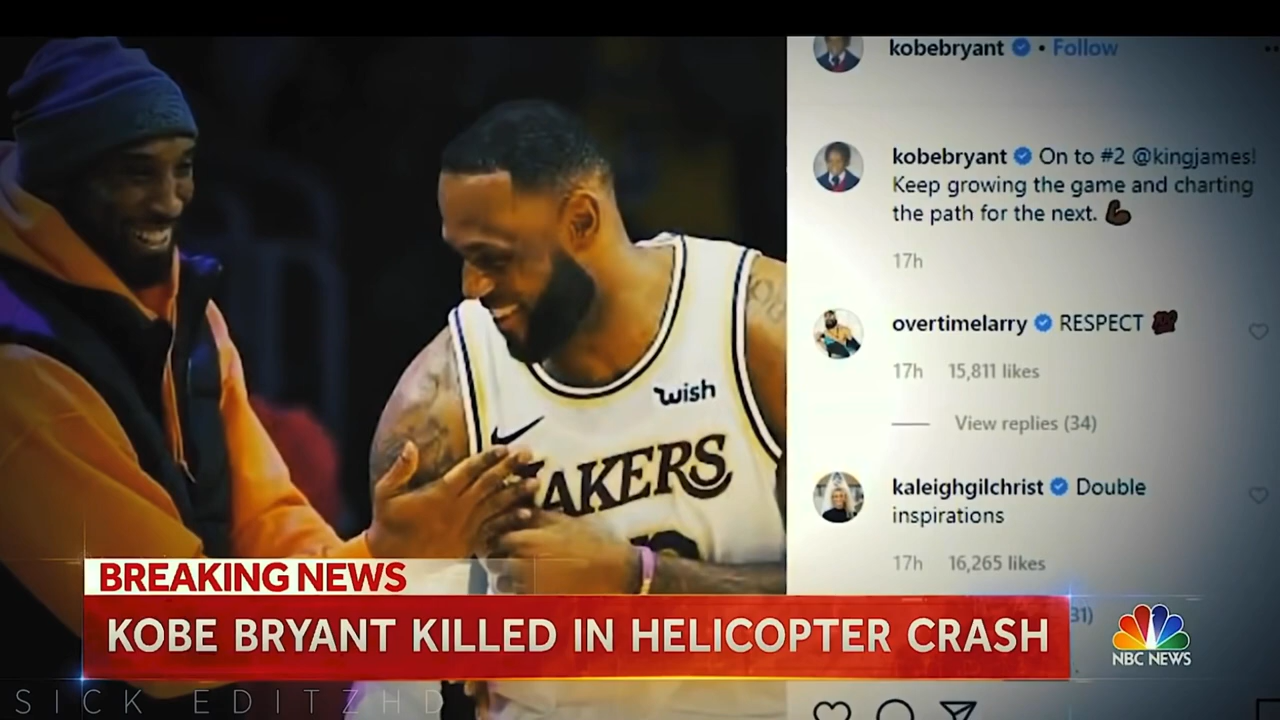 kobebryant • Follow
kobebryant On to #2 @kingjames!
Keep growing the game and charting
the path for the next.
17h
overtimelarry RESPECT 💯
17h 15,811 likes
View replies (34)
kaleighgilchrist Double
inspirations
17h 16,265 likes
31)
wish
LAKERS
BREAKING NEWS
KOBE BRYANT KILLED IN HELICOPTER CRASH
NBC NEWS
SICK EDITZHD